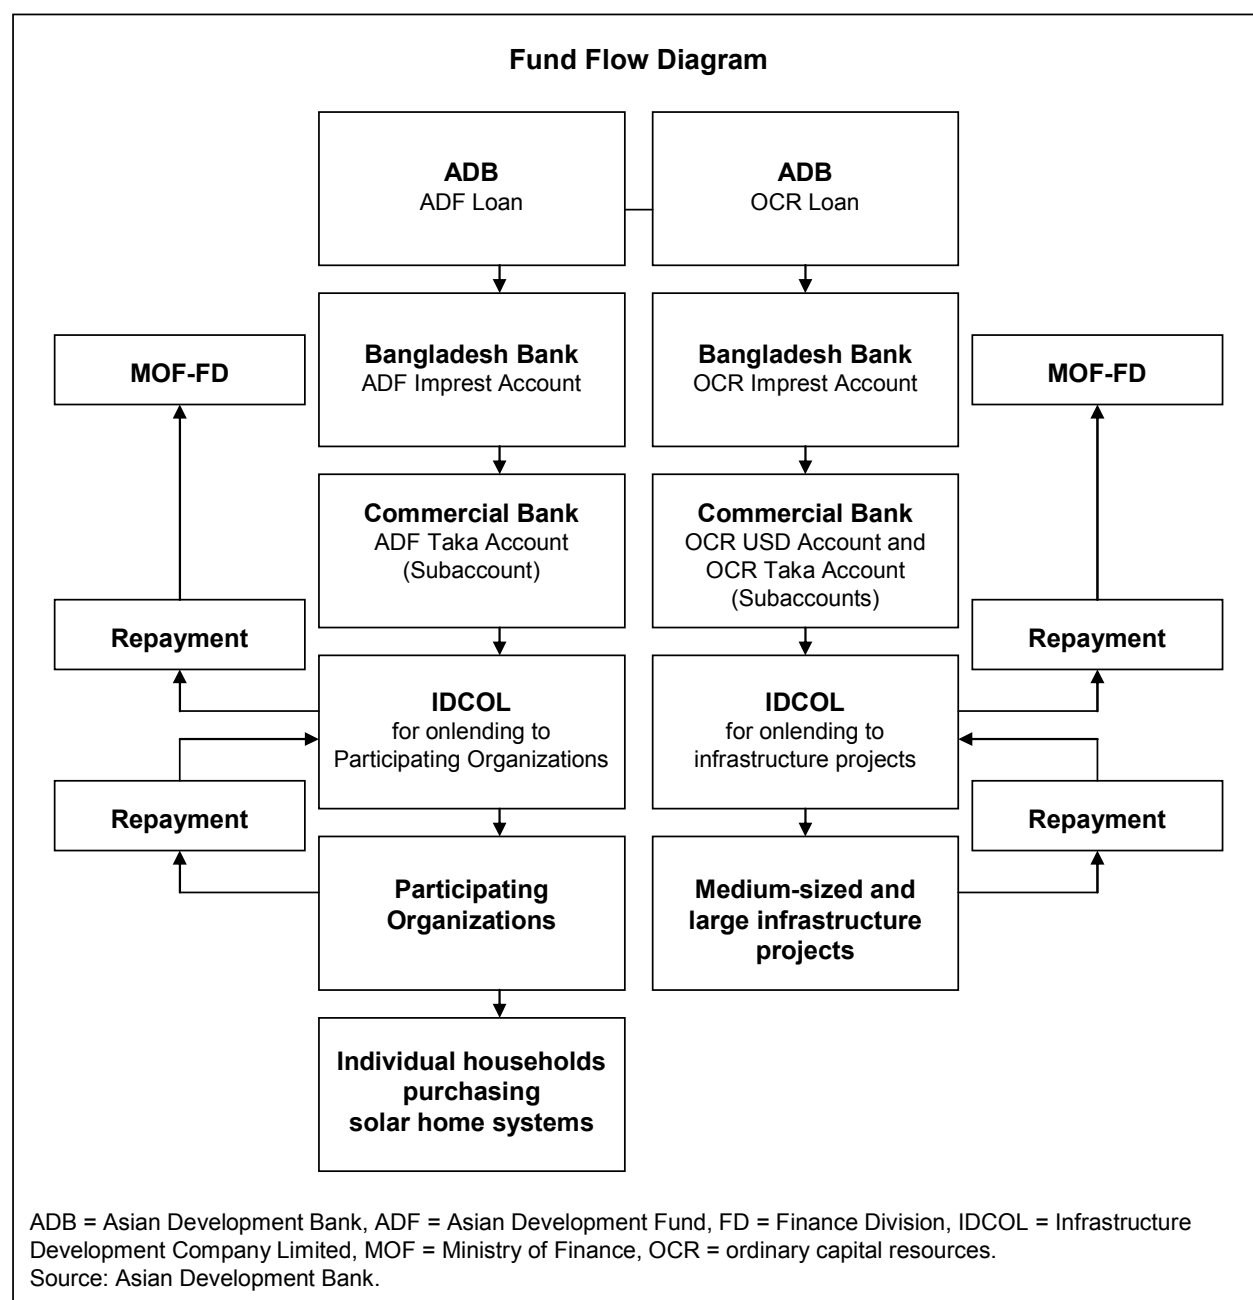 Fund Flow Diagram
ADB
ADF Loan
ADB
OCR Loan
Bangladesh Bank
ADF Imprest Account
Bangladesh Bank
OCR Imprest Account
MOF-FD
MOF-FD
Commercial Bank
ADF Taka Account
(Subaccount)
Commercial Bank
OCR USD Account and
OCR Taka Account
(Subaccounts)
Repayment
Repayment
IDCOL
for onlending to
Participating Organizations
IDCOL
for onlending to
infrastructure projects
Repayment
Repayment
Participating
Organizations
Medium-sized and
large infrastructure
projects
Individual households
purchasing
solar home systems
ADB = Asian Development Bank, ADF = Asian Development Fund, FD = Finance Division, IDCOL = Infrastructure
Development Company Limited, MOF = Ministry of Finance, OCR = ordinary capital resources.
Source: Asian Development Bank.